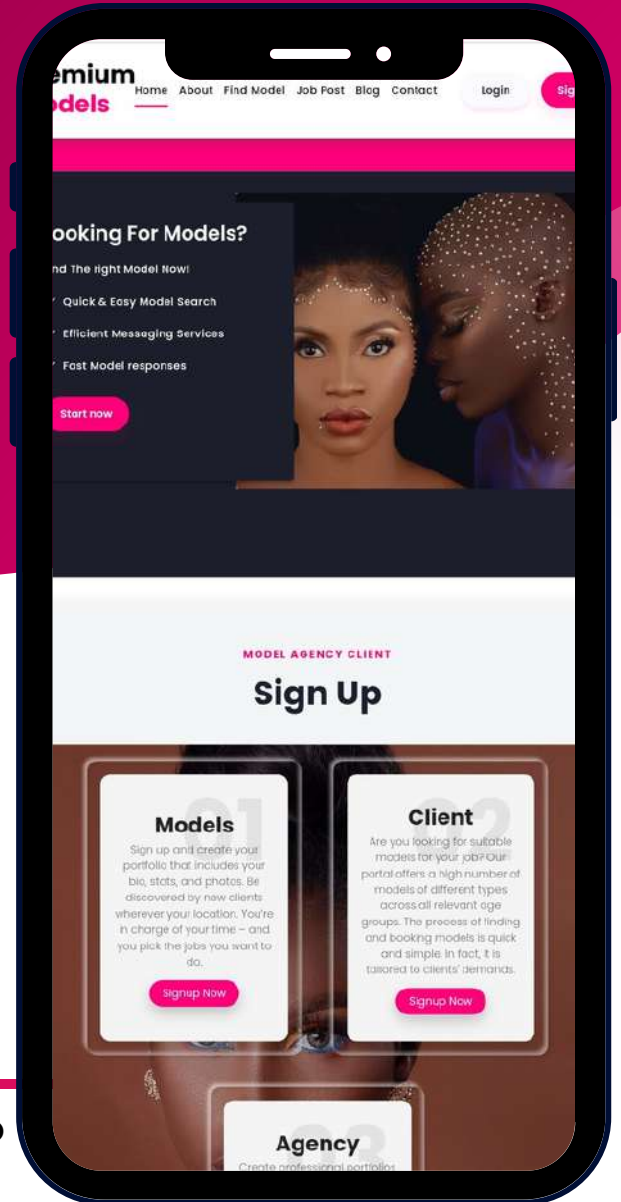 emium
dels
Home About Find Model Job Post Blog Contact Login Sig
ooking For Models?
nd The right Model Now!
Quick & Easy Model Search
Efficient Messaging Services
Fast Model responses
Start now
MODEL AGENCY CLIENT
Sign Up
01
Models
Sign up and create your
portfolio that includes your
bio, stats, and photos. Be
discovered by new clients
wherever your location. You're
in charge of your time – and
you pick the jobs you want to
do.
Signup Now
02
Client
Are you looking for suitable
models for your job? Our
portal offers a high number of
models of different types
across all relevant age
groups. The process of finding
and booking models is quick
and simple. In fact, it is
tailored to clients' demands.
Signup Now
03
Agency
Create professional portfolios